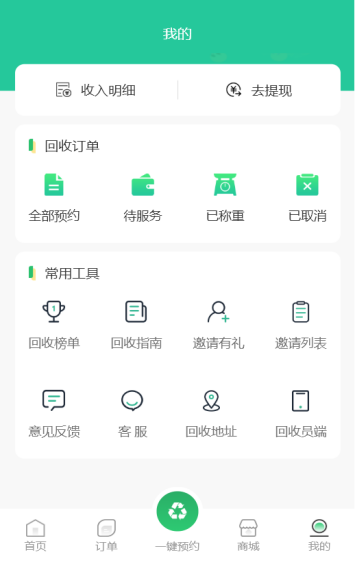 我的
收入明细 去提现
回收订单
全部预约 待服务 已称重 已取消
常用工具
1
回收榜单 回收指南 邀请有礼 邀请列表
意见反馈 客 服 回收地址 回收员端
首页 订单 一键预约 商城 我的